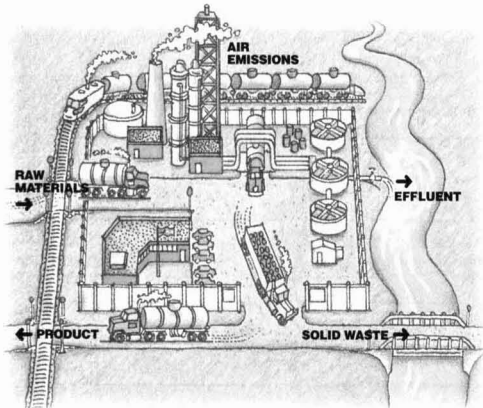 AIR
EMISSIONS
RAW
MATERIALS
EFFLUENT
PRODUCT
SOLID WASTE